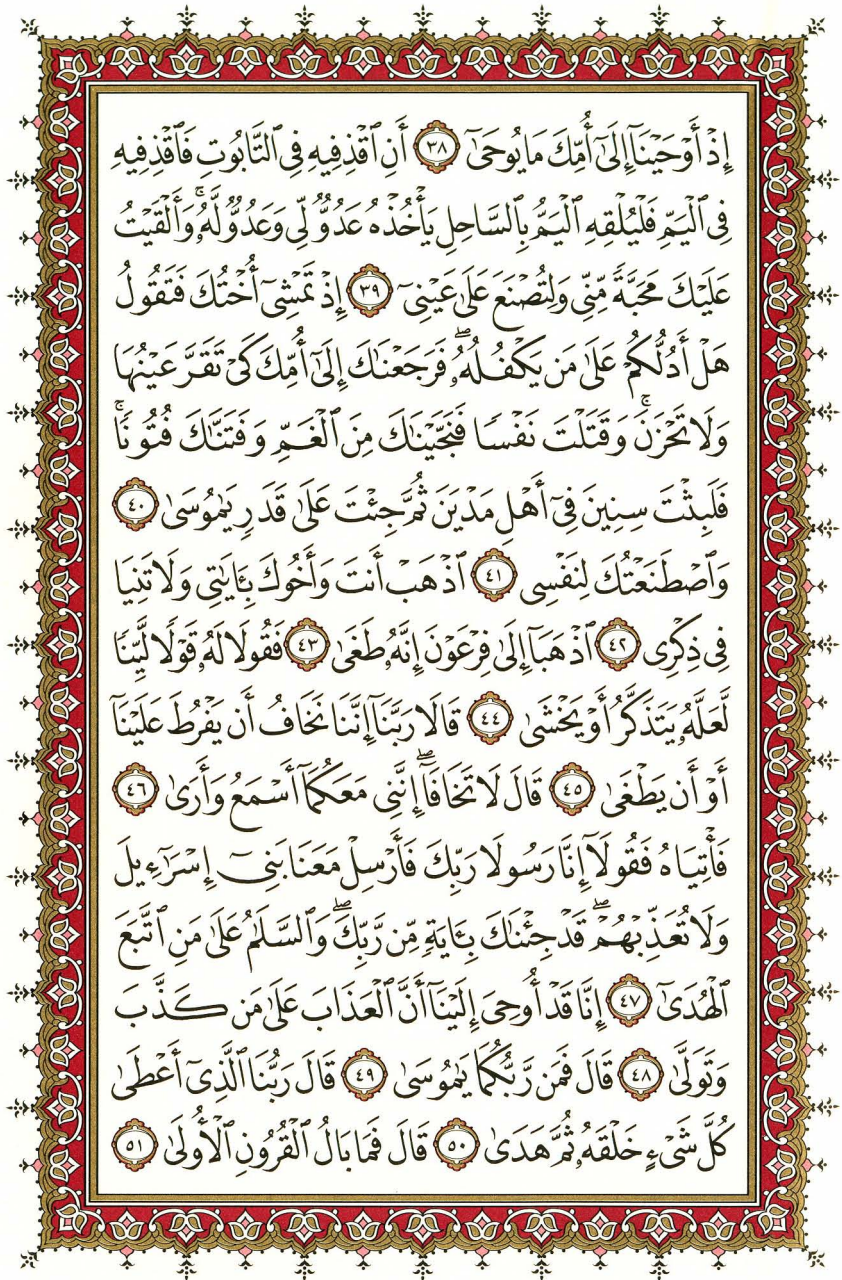 إِذْ أَوْحَيْنَآ إِلَىٰٓ أُمِّكَ مَا يُوحَىٰٓ ٣٨ أَنِ ٱقْذِفِيهِ فِى ٱلتَّابُوتِ فَٱقْذِفِيهِ
فِى ٱلْيَمِّ فَلْيُلْقِهِ ٱلْيَمُّ بِٱلسَّاحِلِ يَأْخُذْهُ عَدُوٌّ لِّى وَعَدُوٌّ لَّهُۥ ۚ وَأَلْقَيْتُ
عَلَيْكَ مَحَبَّةً مِّنِّى وَلِتُصْنَعَ عَلَىٰ عَيْنِىٓ ٣٩ إِذْ تَمْشِىٓ أُخْتُكَ فَتَقُولُ
هَلْ أَدُلُّكُمْ عَلَىٰ مَن يَكْفُلُهُۥ ۖ فَرَجَعْنَٰكَ إِلَىٰٓ أُمِّكَ كَىْ تَقَرَّ عَيْنُهَا
وَلَا تَحْزَنَ ۚ وَقَتَلْتَ نَفْسًا فَنَجَّيْنَٰكَ مِنَ ٱلْغَمِّ وَفَتَنَّٰكَ فُتُونًا ۚ
فَلَبِثْتَ سِنِينَ فِىٓ أَهْلِ مَدْيَنَ ثُمَّ جِئْتَ عَلَىٰ قَدَرٍ يَٰمُوسَىٰ ٤٠
وَٱصْطَنَعْتُكَ لِنَفْسِى ٤١ ٱذْهَبْ أَنتَ وَأَخُوكَ بِـَٔايَٰتِى وَلَا تَنِيَا
فِى ذِكْرِى ٤٢ ٱذْهَبَآ إِلَىٰ فِرْعَوْنَ إِنَّهُۥ طَغَىٰ ٤٣ فَقُولَا لَهُۥ قَوْلًا لَّيِّنًا
لَّعَلَّهُۥ يَتَذَكَّرُ أَوْ يَخْشَىٰ ٤٤ قَالَا رَبَّنَآ إِنَّنَا نَخَافُ أَن يَفْرُطَ عَلَيْنَآ
أَوْ أَن يَطْغَىٰ ٤٥ قَالَ لَا تَخَافَآ ۖ إِنَّنِى مَعَكُمَآ أَسْمَعُ وَأَرَىٰ ٤٦
فَأْتِيَاهُ فَقُولَآ إِنَّا رَسُولَا رَبِّكَ فَأَرْسِلْ مَعَنَا بَنِىٓ إِسْرَٰٓءِيلَ
وَلَا تُعَذِّبْهُمْ ۖ قَدْ جِئْنَٰكَ بِـَٔايَةٍ مِّن رَّبِّكَ ۖ وَٱلسَّلَٰمُ عَلَىٰ مَنِ ٱتَّبَعَ
ٱلْهُدَىٰٓ ٤٧ إِنَّا قَدْ أُوحِىَ إِلَيْنَآ أَنَّ ٱلْعَذَابَ عَلَىٰ مَن كَذَّبَ
وَتَوَلَّىٰ ٤٨ قَالَ فَمَن رَّبُّكُمَا يَٰمُوسَىٰ ٤٩ قَالَ رَبُّنَا ٱلَّذِىٓ أَعْطَىٰ
كُلَّ شَىْءٍ خَلْقَهُۥ ثُمَّ هَدَىٰ ٥٠ قَالَ فَمَا بَالُ ٱلْقُرُونِ ٱلْأُولَىٰ ٥١